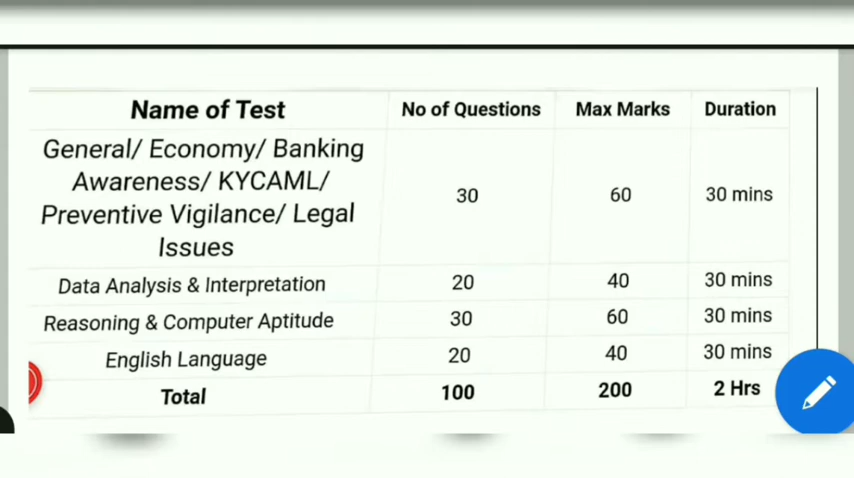 Name of Test No of Questions Max Marks Duration
General/ Economy/ Banking
Awareness/ KYCAML/
Preventive Vigilance/ Legal
Issues
30 60 30 mins
Data Analysis & Interpretation 20 40 30 mins
Reasoning & Computer Aptitude 30 60 30 mins
English Language 20 40 30 mins
Total 100 200 2 Hrs